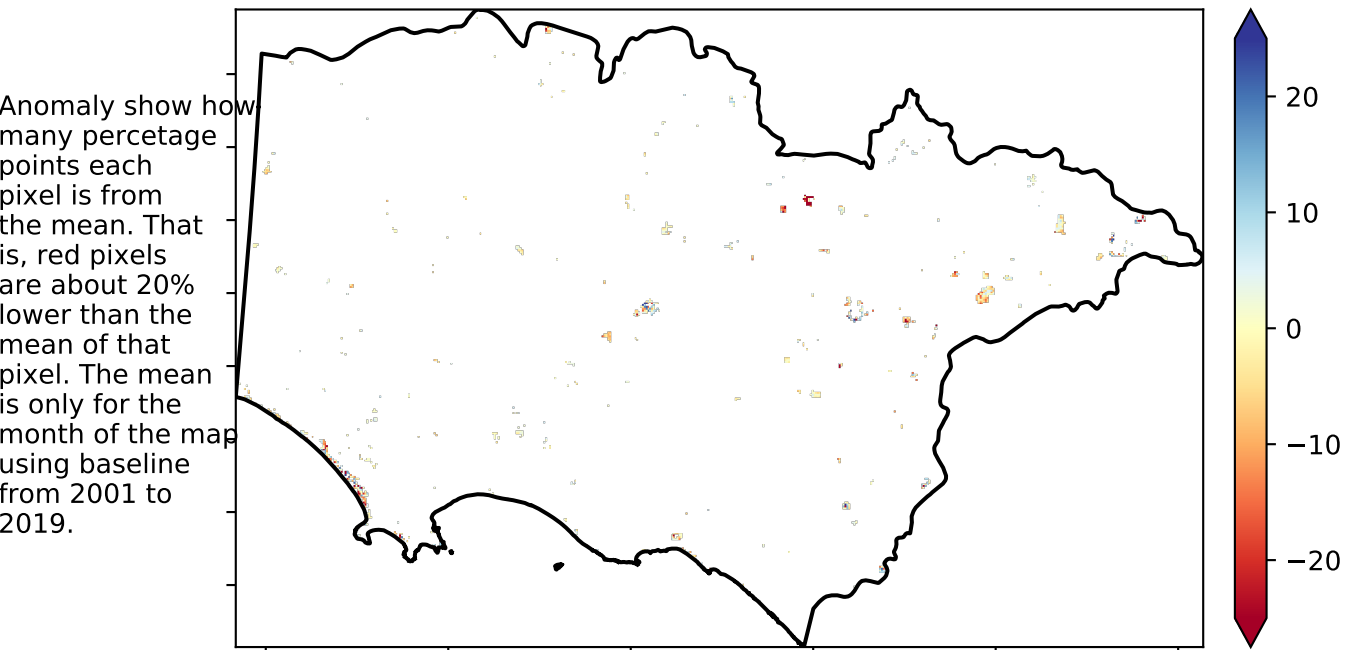 Anomaly show how
many percetage
points each
pixel is from
the mean. That
is, red pixels
are about 20%
lower than the
mean of that
pixel. The mean
is only for the
month of the map
using baseline
from 2001 to
2019.
20
10
0
−10
−20